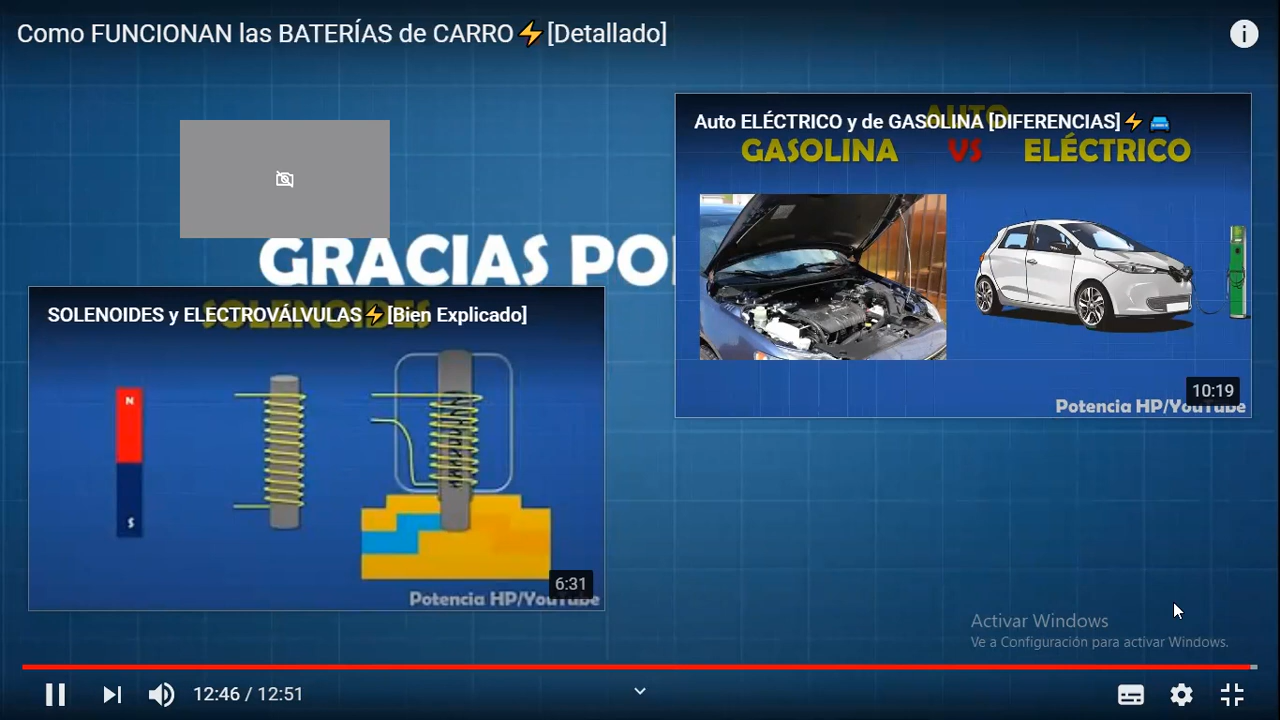 Como FUNCIONAN las BATERÍAS de CARRO⚡[Detallado]
Auto ELÉCTRICO y de GASOLINA [DIFERENCIAS]⚡🚘
AUTO
GASOLINA VS ELÉCTRICO
10:19
Potencia HP/YouTube
GRACIAS PO
SOLENOIDES y ELECTROVÁLVULAS⚡[Bien Explicado]
SOLENOIDES
N
S
6:31
Potencia HP/YouTube
Activar Windows
Ve a Configuración para activar Windows.
12:46 / 12:51